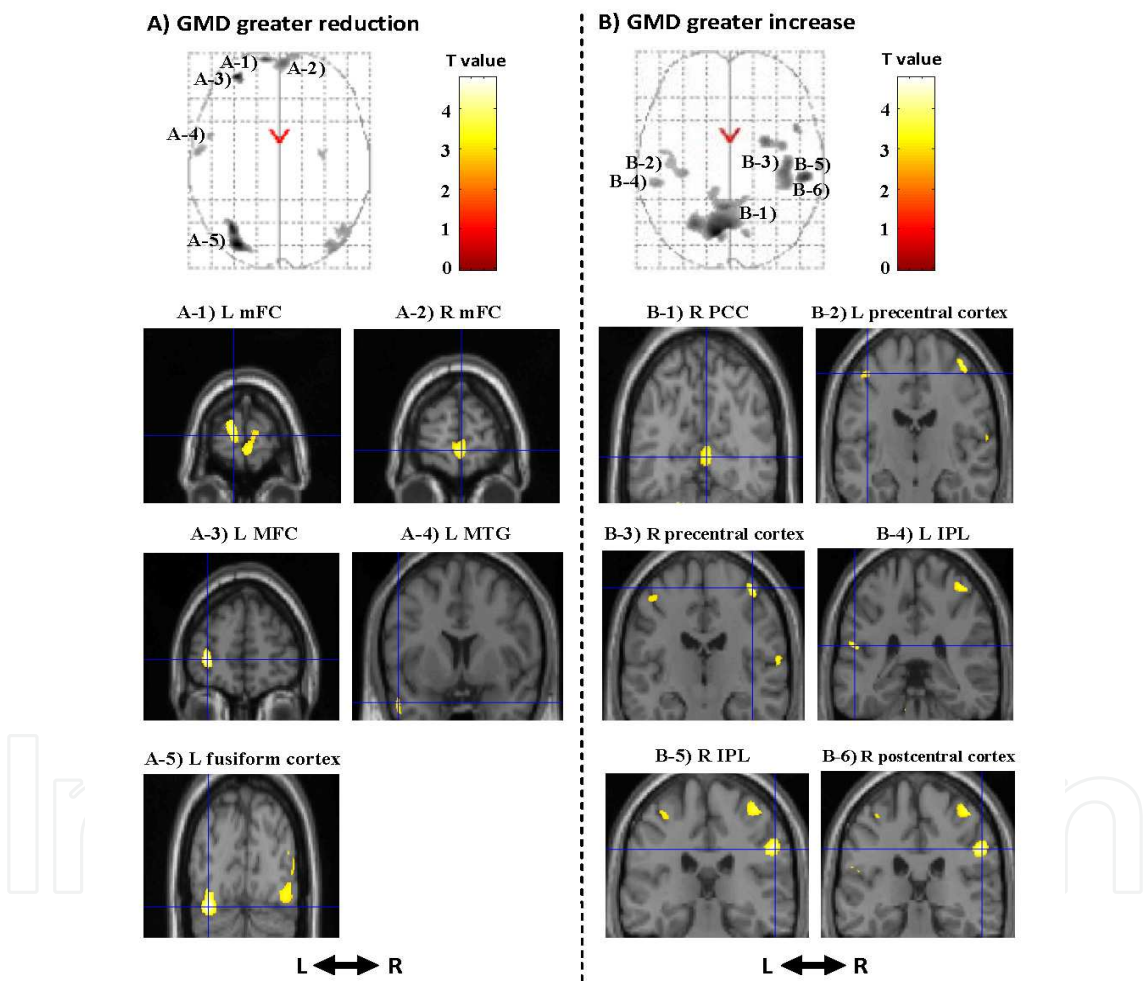 A) GMD greater reduction
A-1)
A-2)
A-3)
A-4)
A-5)
T value
4
3
2
1
0
A-1) L mFC
A-2) R mFC
A-3) L MFC
A-4) L MTG
A-5) L fusiform cortex
L R
B) GMD greater increase
B-2)
B-3)
B-5)
B-4)
B-6)
B-1)
T value
4
3
2
1
0
B-1) R PCC
B-2) L precentral cortex
B-3) R precentral cortex
B-4) L IPL
B-5) R IPL
B-6) R postcentral cortex
L R